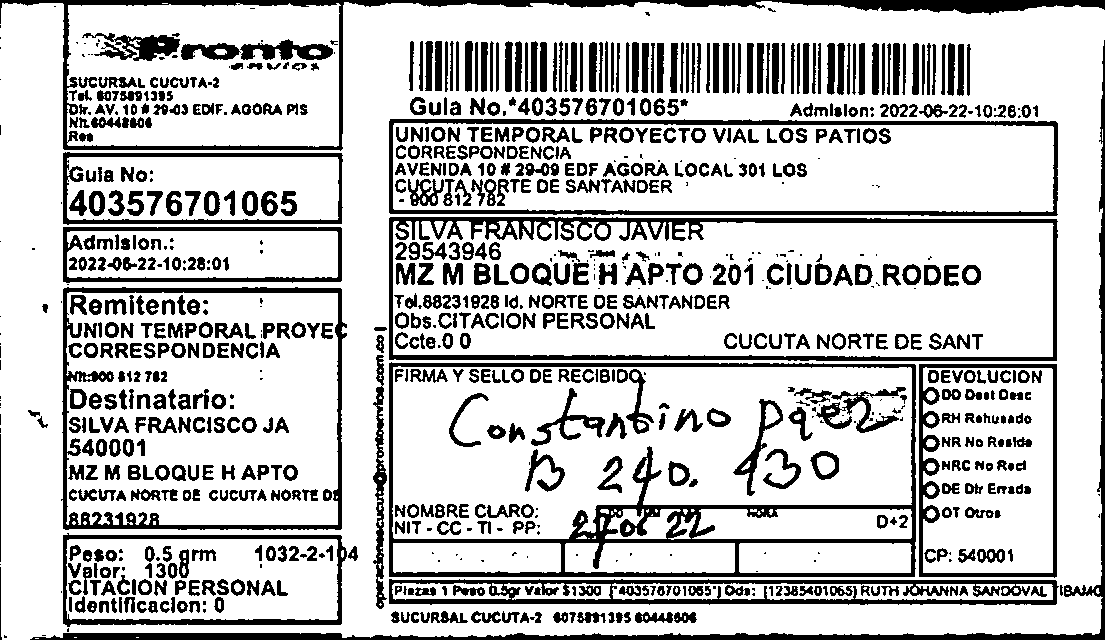 Pronto
envios
SUCURSAL CUCUTA-2
Tel. 6075891395
Dir. AV. 10 # 29-03 EDIF. AGORA PIS
Nit.60448606
Res
Guia No:
403576701065
Admision.:
2022-06-22-10:28:01
Remitente:
UNION TEMPORAL PROYEC
CORRESPONDENCIA
Nit:900 812 782
Destinatario:
SILVA FRANCISCO JA
540001
MZ M BLOQUE H APTO
CUCUTA NORTE DE CUCUTA NORTE DE
88231928
Peso: 0.5 grm 1032-2-104
Valor: 1300
CITACION PERSONAL
Identificacion: 0
operacionescucuta@prontoenvios.com.co
Guia No.*403576701065*
Admision: 2022-06-22-10:28:01
UNION TEMPORAL PROYECTO VIAL LOS PATIOS
CORRESPONDENCIA
AVENIDA 10 # 29-09 EDF AGORA LOCAL 301 LOS
CUCUTA NORTE DE SANTANDER
- 900 812 782
SILVA FRANCISCO JAVIER
29543946
MZ M BLOQUE H APTO 201 CIUDAD RODEO
Tel.88231928 Id. NORTE DE SANTANDER
Obs.CITACION PERSONAL
Ccte.0 0 CUCUTA NORTE DE SANT
FIRMA Y SELLO DE RECIBIDO:
Constantino Paez
B 240. 430
NOMBRE CLARO:
NIT - CC - TI - PP:
27 06 22
HORA
D+2
DEVOLUCION
DD Dest Desc
RH Rehusado
NR No Reside
NRC No Recl
DE Dir Errada
OT Otros
CP: 540001
Piezas 1 Peso 0.5gr Valor $1300 [*403576701065*] Ods: [12385401065] RUTH JOHANNA SANDOVAL TIBAMO
SUCURSAL CUCUTA-2 6075891395 60448606